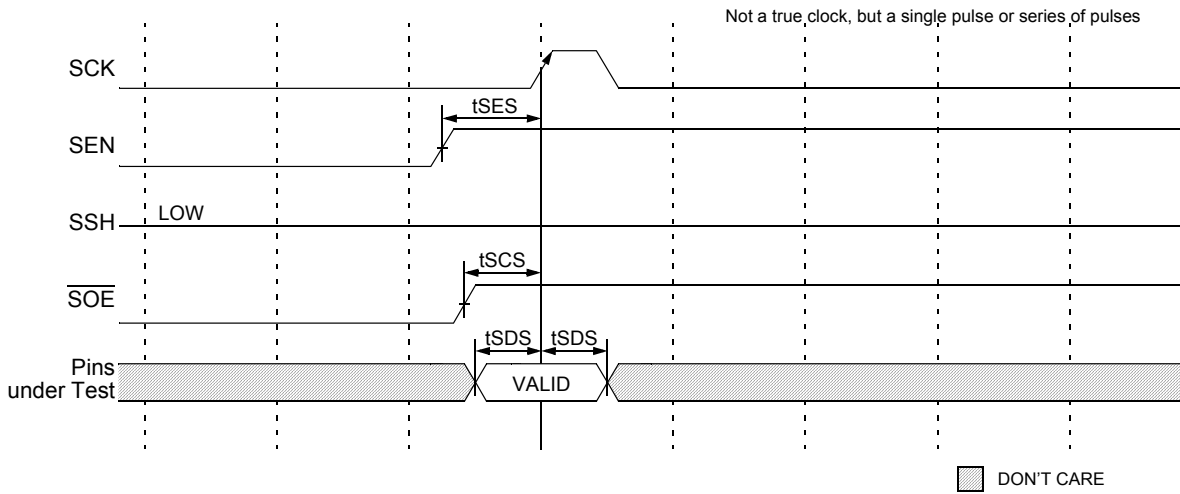 Not a true clock, but a single pulse or series of pulses
SCK
tSES
SEN
LOW
SSH
tSCS
SOE
tSDS tSDS
Pins
under Test
VALID
DON'T CARE